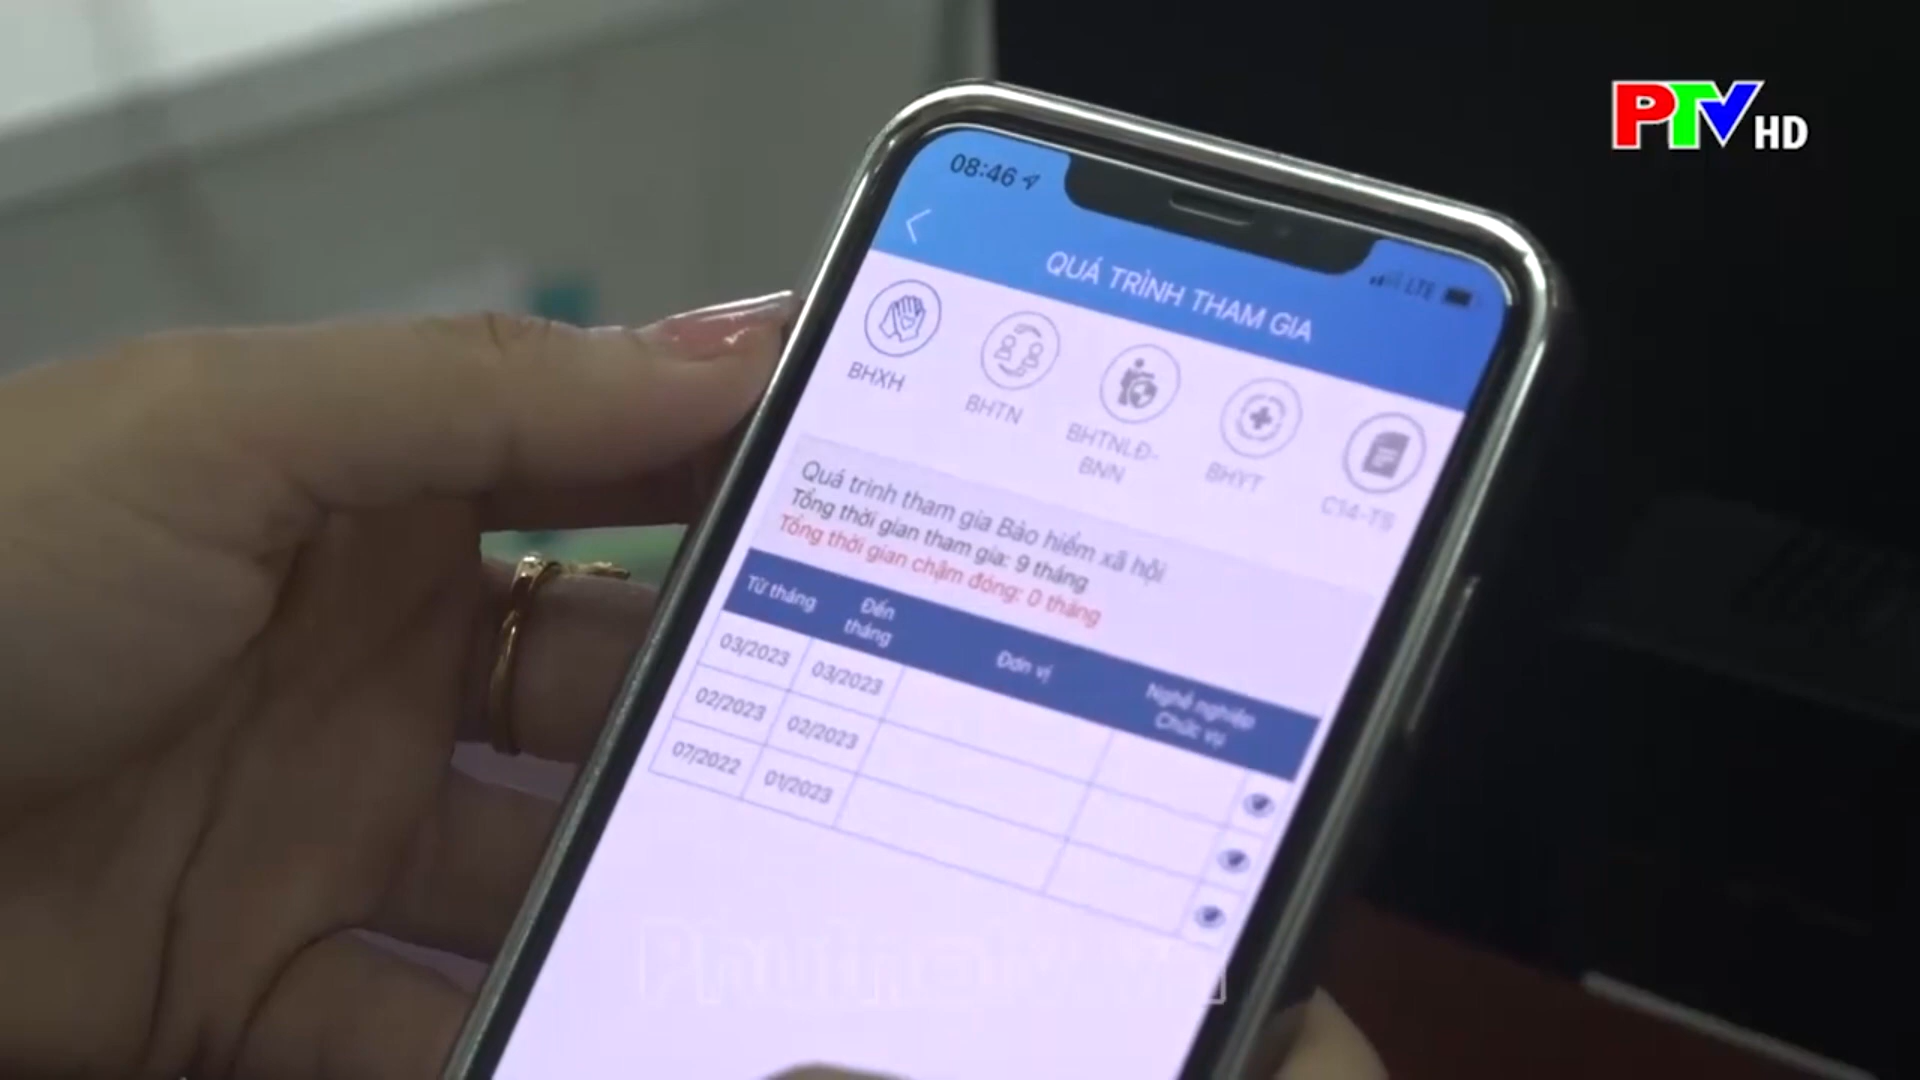 PTV HD
08:46
LTE
QUÁ TRÌNH THAM GIA
BHXH
BHTN
BHTNLĐ-
BNN
BHYT
C14-TS
Quá trình tham gia Bảo hiểm xã hội
Tổng thời gian tham gia: 9 tháng
Tổng thời gian chậm đóng: 0 tháng
Từ tháng
Đến
tháng
Đơn vị
Nghề nghiệp
Chức vụ
03/2023 03/2023
02/2023 02/2023
07/2022 01/2023